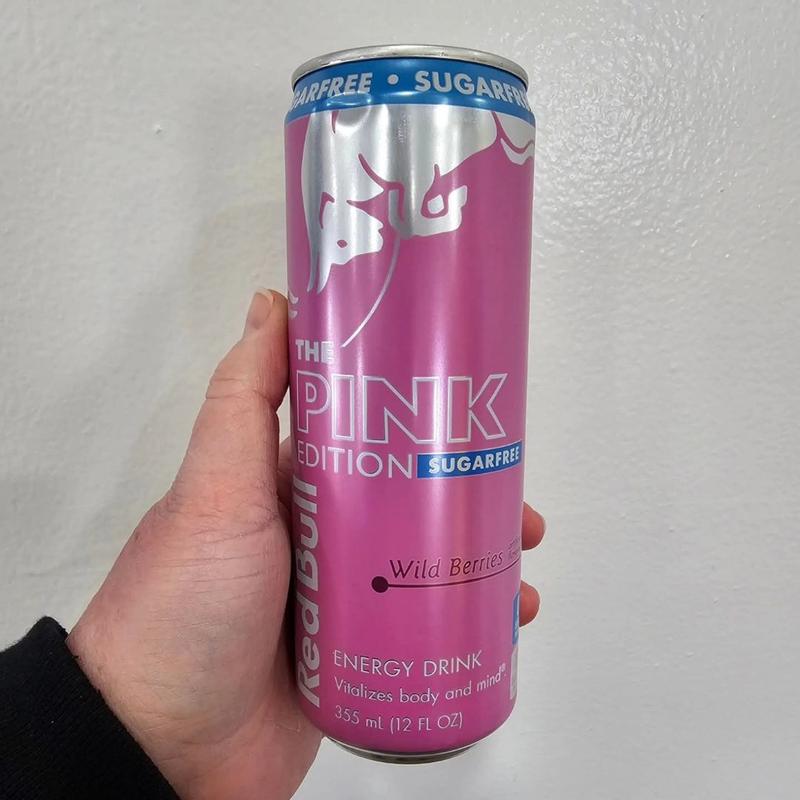 SUGARFREE
THE
PINK
EDITION SUGARFREE
Red Bull
Wild Berries
ENERGY DRINK
Vitalizes body and mind®.
355 mL (12 FL OZ)